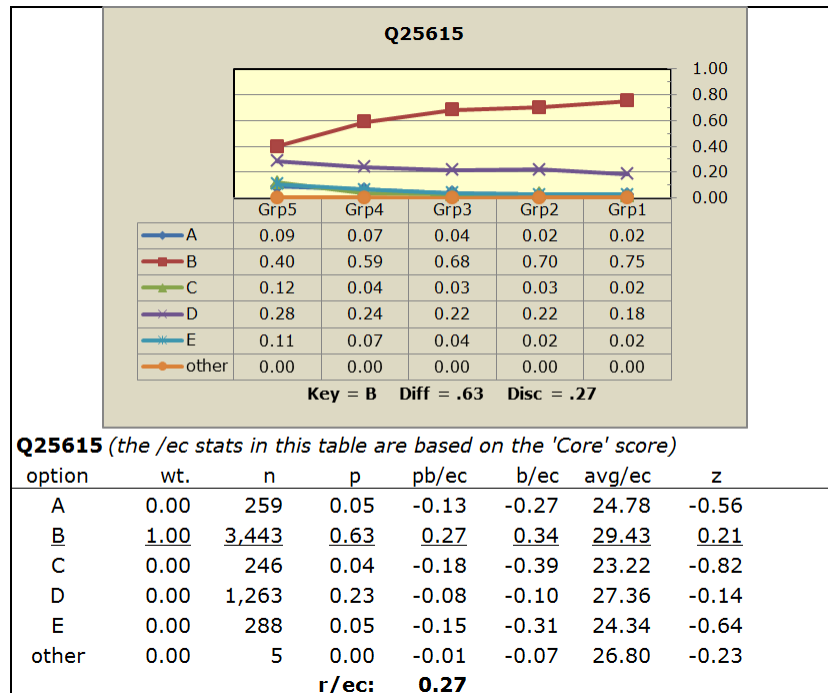 Q25615
1.00
0.80
0.60
0.40
0.20
0.00
Grp5 Grp4 Grp3 Grp2 Grp1
A 0.09 0.07 0.04 0.02 0.02
B 0.40 0.59 0.68 0.70 0.75
C 0.12 0.04 0.03 0.03 0.02
D 0.28 0.24 0.22 0.22 0.18
E 0.11 0.07 0.04 0.02 0.02
other 0.00 0.00 0.00 0.00 0.00
Key = B Diff = .63 Disc = .27
Q25615 (the /ec stats in this table are based on the 'Core' score)
option wt. n p pb/ec b/ec avg/ec z
A 0.00 259 0.05 -0.13 -0.27 24.78 -0.56
B 1.00 3,443 0.63 0.27 0.34 29.43 0.21
C 0.00 246 0.04 -0.18 -0.39 23.22 -0.82
D 0.00 1,263 0.23 -0.08 -0.10 27.36 -0.14
E 0.00 288 0.05 -0.15 -0.31 24.34 -0.64
other 0.00 5 0.00 -0.01 -0.07 26.80 -0.23
r/ec: 0.27